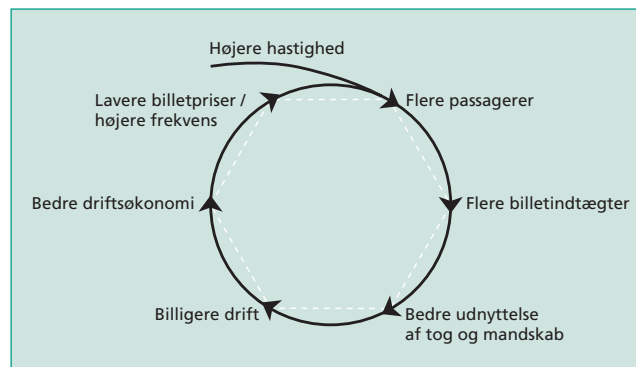 Højere hastighed
Lavere billetpriser /
højere frekvens
Flere passagerer
Bedre driftsøkonomi
Flere billetindtægter
Billigere drift
Bedre udnyttelse
af tog og mandskab